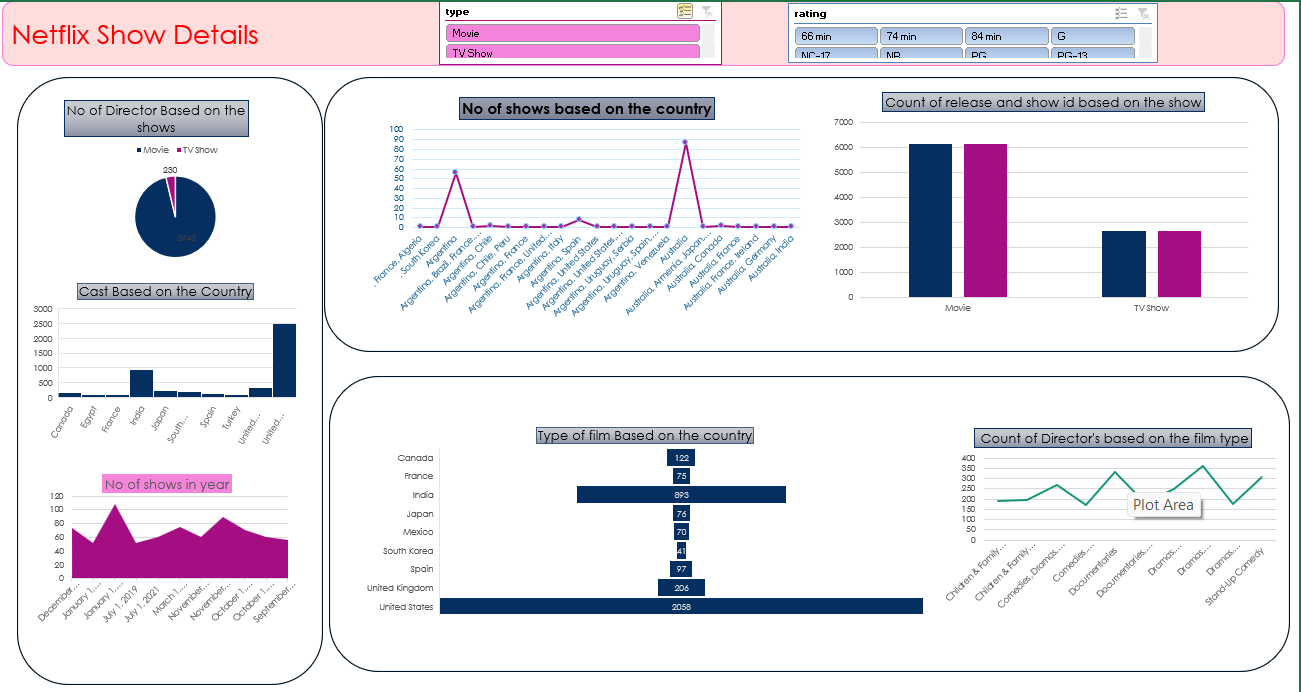 Netflix Show Details
type
Movie
TV Show
rating
66 min
74 min
84 min
G
NC-17
NR
PG
PG-13
No of Director Based on the
shows
Movie
TV Show
230
5943
Cast Based on the Country
3000
2500
2000
1500
1000
500
0
Canada
Egypt
France
India
Japan
South...
Spain
Turkey
United...
United...
No of shows in year
120
100
80
60
40
20
0
December...
January 1,...
January 1,...
July 1, 2019
July 1, 2021
March 1,...
November...
November...
October 1,...
October 1,...
September...
No of shows based on the country
100
90
80
70
60
50
40
30
20
10
0
, France, Algeria
, South Korea
Argentina
Argentina, Brazil, France,...
Argentina, Chile
Argentina, Chile, Peru
Argentina, France
Argentina, France, United...
Argentina, Italy
Argentina, Spain
Argentina, United States
Argentina, United States,...
Argentina, Uruguay, Serbia
Argentina, Uruguay, Spain,...
Argentina, Venezuela
Australia
Australia, Armenia, Japan,...
Australia, Canada
Australia, France
Australia, France, Ireland
Australia, Germany
Australia, India
Count of release and show id based on the show
7000
6000
5000
4000
3000
2000
1000
0
Movie
TV Show
Type of film Based on the country
Canada 122
France 75
India 893
Japan 76
Mexico 70
South Korea 41
Spain 97
United Kingdom 206
United States 2058
Count of Director's based on the film type
400
350
300
250
200
150
100
50
0
Plot Area
Children & Family...
Children & Family...
Comedies, Dramas,...
Comedies,...
Documentaries
Documentaries,...
Dramas,...
Dramas,...
Dramas,...
Stand-Up Comedy